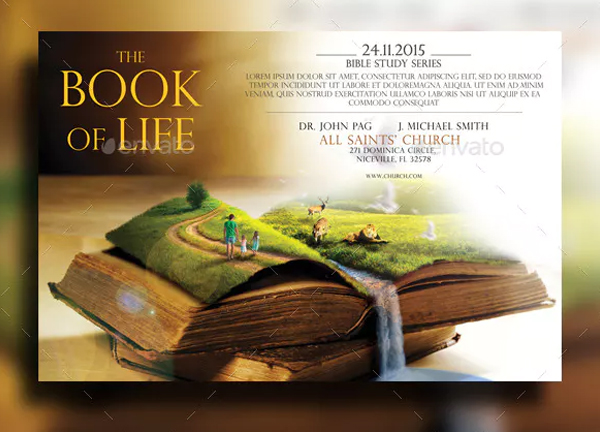 THE
BOOK
OF LIFE
24.11.2015
BIBLE STUDY SERIES
LOREM IPSUM DOLOR SIT AMET, CONSECTETUR ADIPISCING ELIT, SED DO EIUSMOD
TEMPOR INCIDIDUNT UT LABORE ET DOLOREMAGNA ALIQUA. UT ENIM AD MINIM
VENIAM, QUIS NOSTRUD EXERCITATION ULLAMCO LABORIS NISI UT ALIQUIP EX EA
COMMODO CONSEQUAT
DR. JOHN PAG J. MICHAEL SMITH
ALL SAINTS' CHURCH
271 DOMINICA CIRCLE,
NICEVILLE, FL 32578
WWW.CHURCH.COM
envato
envato